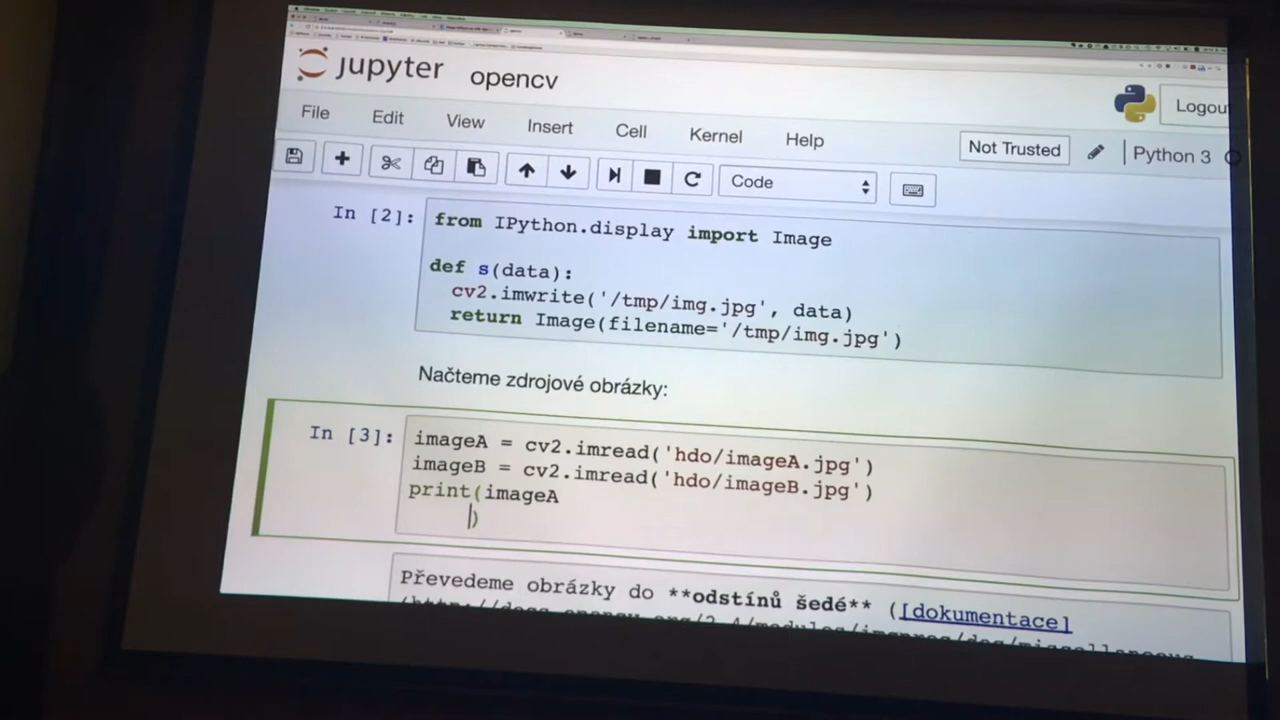 jupyter opencv
Logou
File Edit View Insert Cell Kernel Help
Not Trusted
Python 3
Code
In [2]:
from IPython.display import Image
def s(data):
cv2.imwrite('/tmp/img.jpg', data)
return Image(filename='/tmp/img.jpg')
Načteme zdrojové obrázky:
In [3]:
imageA = cv2.imread('hdo/imageA.jpg')
imageB = cv2.imread('hdo/imageB.jpg')
print(imageA
)
Převedeme obrázky do **odstínů šedé** ([dokumentace]